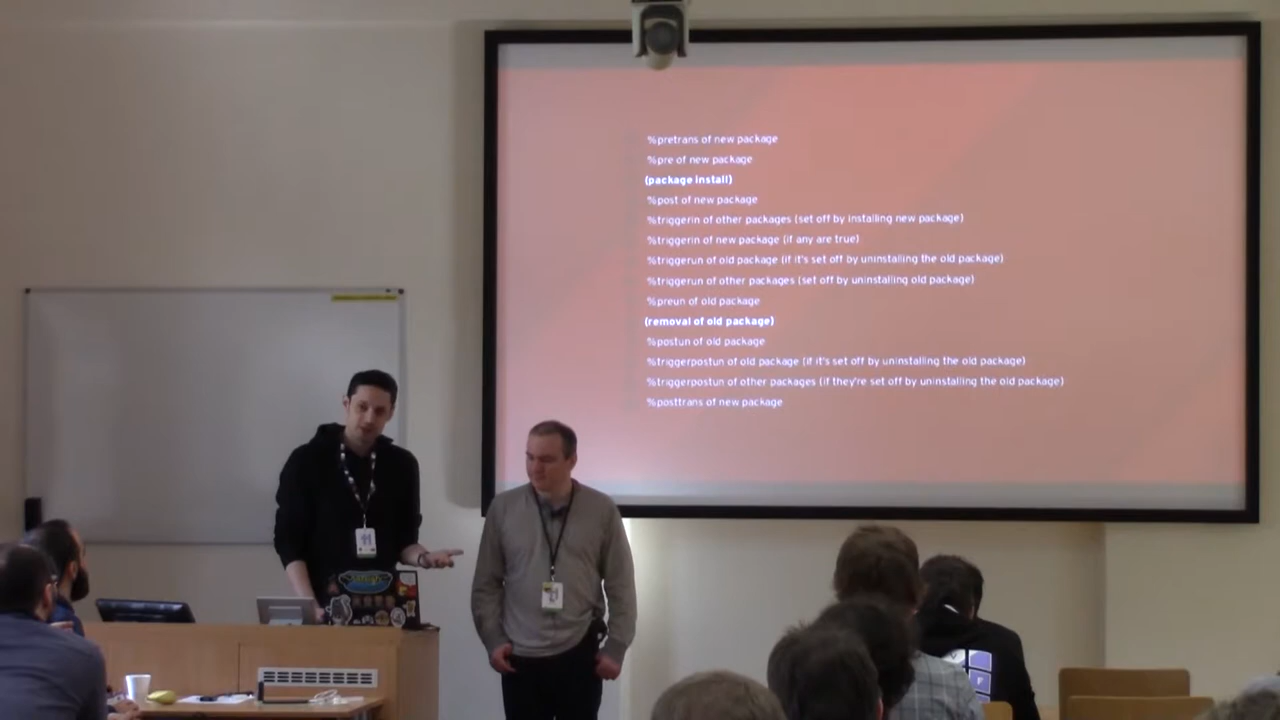 %pretrans of new package
%pre of new package
(package install)
%post of new package
%triggerin of other packages (set off by installing new package)
%triggerin of new package (if any are true)
%triggerun of old package (if it's set off by uninstalling the old package)
%triggerun of other packages (set off by uninstalling old package)
%preun of old package
(removal of old package)
%postun of old package
%triggerpostun of old package (if it's set off by uninstalling the old package)
%triggerpostun of other packages (if they're set off by uninstalling the old package)
%posttrans of new package